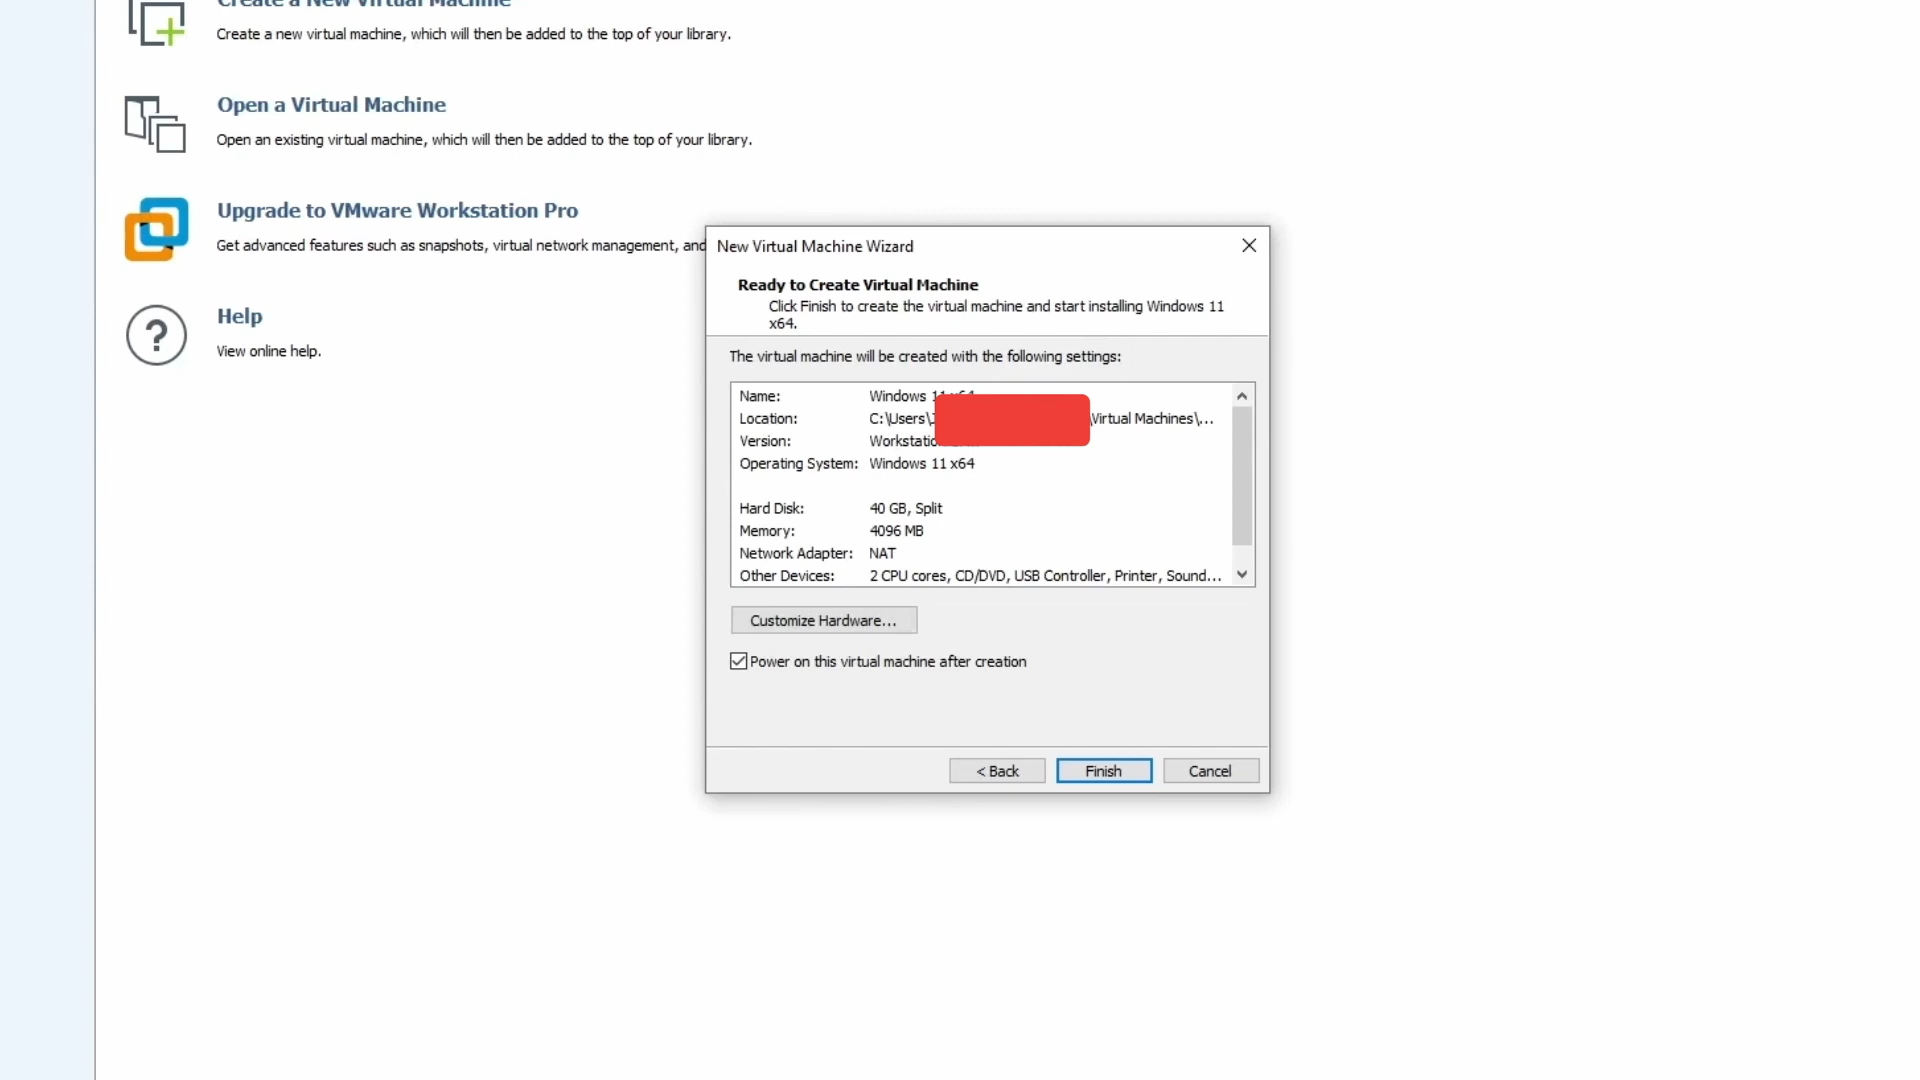 Create a New Virtual Machine
Create a new virtual machine, which will then be added to the top of your library.
Open a Virtual Machine
Open an existing virtual machine, which will then be added to the top of your library.
Upgrade to VMware Workstation Pro
Get advanced features such as snapshots, virtual network management, and
Help
View online help.
New Virtual Machine Wizard
Ready to Create Virtual Machine
Click Finish to create the virtual machine and start installing Windows 11
x64.
The virtual machine will be created with the following settings:
Name: Windows 11 x64
Location: C:\Users\ \Virtual Machines\...
Version:
Operating System: Windows 11 x64
Hard Disk: 40 GB, Split
Memory: 4096 MB
Network Adapter: NAT
Other Devices: 2 CPU cores, CD/DVD, USB Controller, Printer, Sound...
Customize Hardware...
Power on this virtual machine after creation
< Back
Finish
Cancel